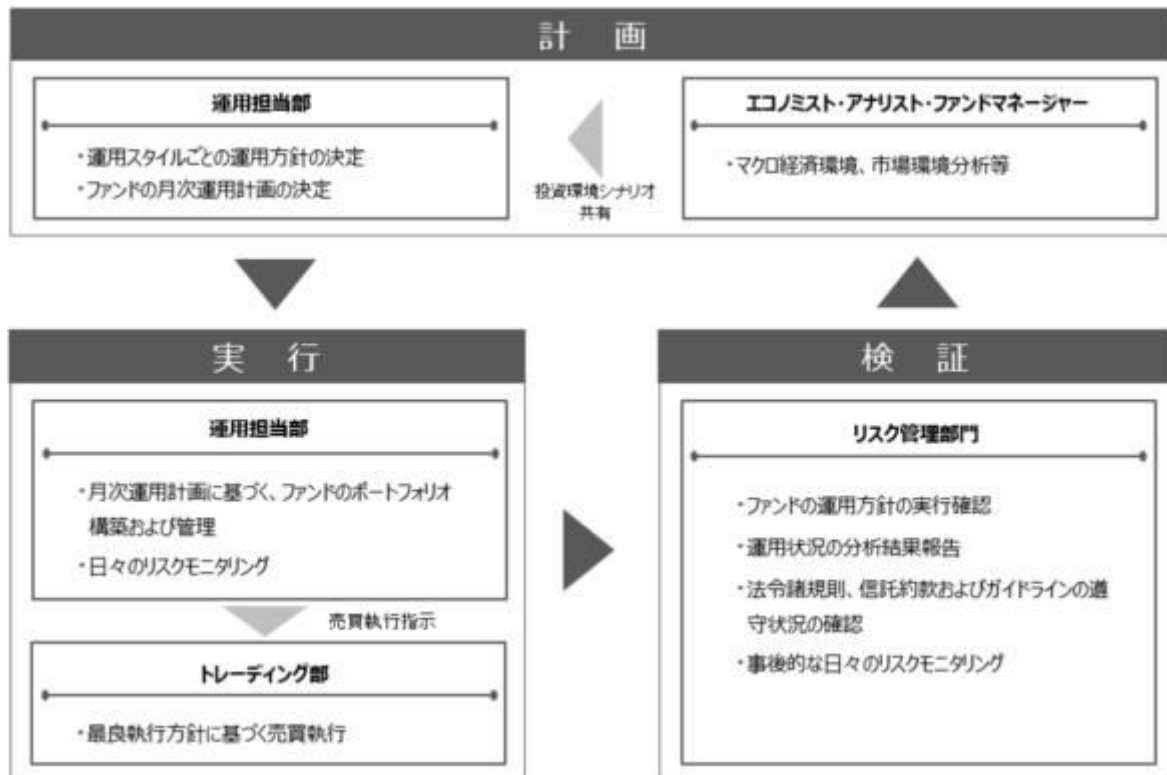 計 画
運用担当部
・運用スタイルごとの運用方針の決定
・ファンドの月次運用計画の決定
投資環境シナリオ
共有
エコノミスト・アナリスト・ファンドマネージャー
・マクロ経済環境、市場環境分析等
実 行
運用担当部
・月次運用計画に基づく、ファンドのポートフォリオ
構築および管理
・日々のリスクモニタリング
売買執行指示
トレーディング部
・最良執行方針に基づく売買執行
検 証
リスク管理部門
・ファンドの運用方針の実行確認
・運用状況の分析結果報告
・法令諸規則、信託約款およびガイドラインの遵
守状況の確認
・事後的な日々のリスクモニタリング